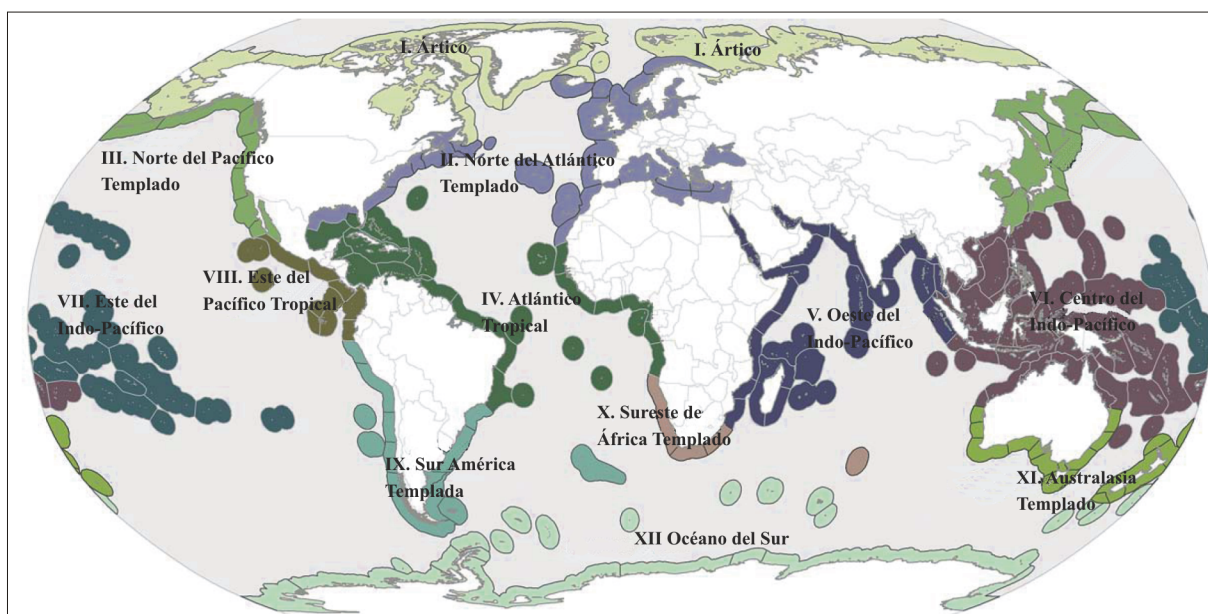 I. Ártico
I. Ártico
III. Norte del Pacífico
Templado
II. Norte del Atlántico
Templado
VIII. Este del
Pacífico Tropical
VII. Este del
Indo-Pacífico
IV. Atlántico
Tropical
V. Oeste del
Indo-Pacífico
VI. Centro del
Indo-Pacífico
X. Sureste de
África Templado
IX. Sur América
Templada
XI. Australasia
Templado
XII Océano del Sur